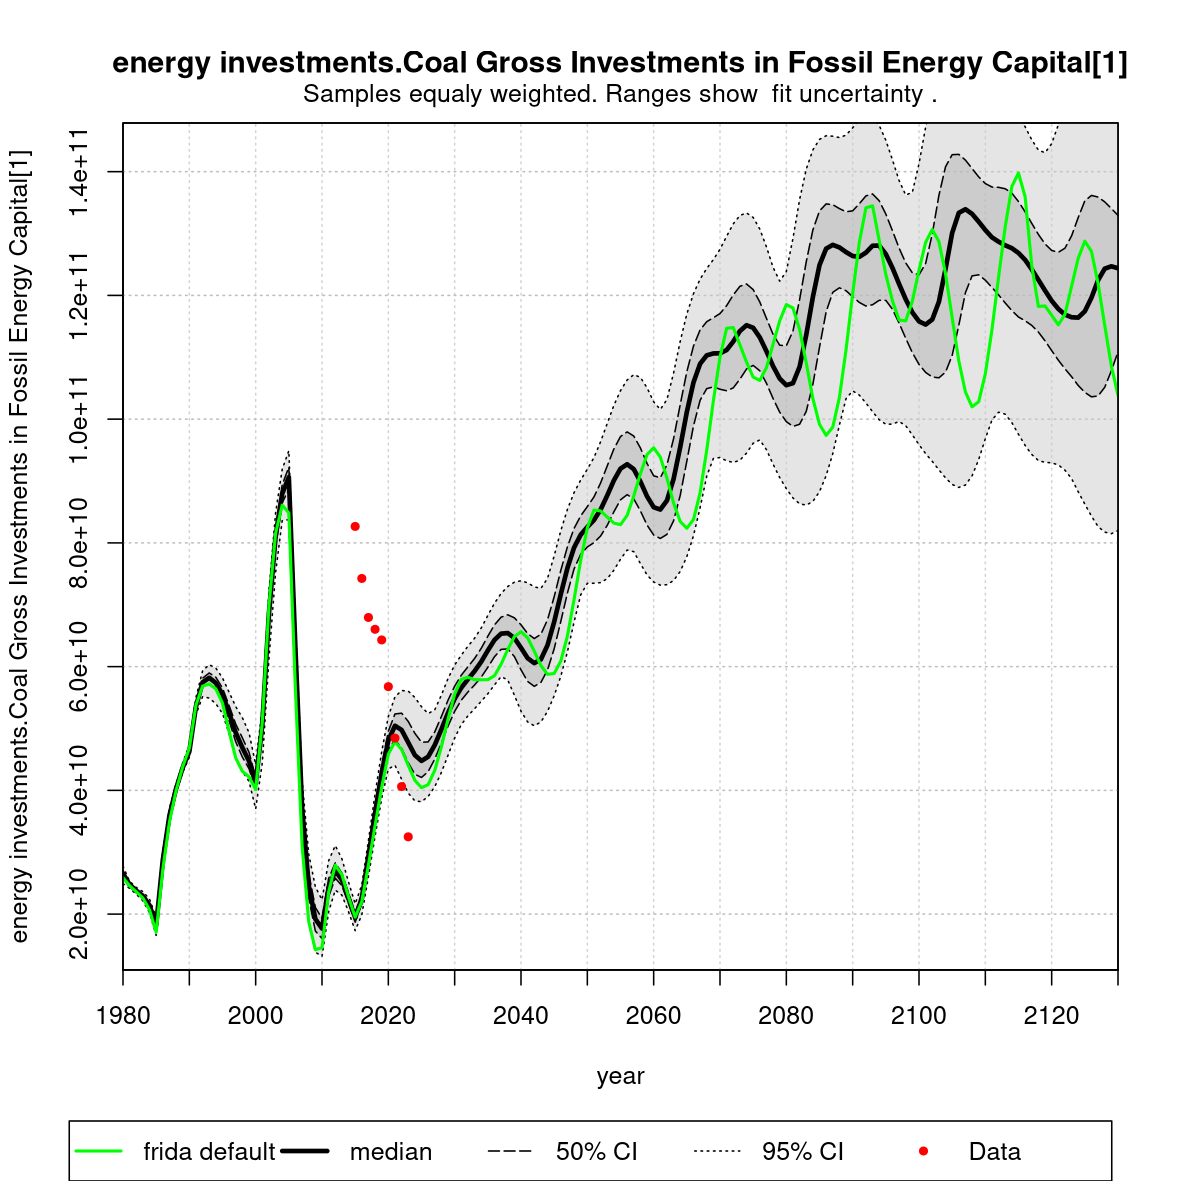 energy investments.Coal Gross Investments in Fossil Energy Capital[1]
Samples equaly weighted. Ranges show  fit uncertainty .
energy investments.Coal Gross Investments in Fossil Energy Capital[1]
1.4e+11
1.2e+11
1.0e+11
8.0e+10
6.0e+10
4.0e+10
2.0e+10
1980 2000 2020 2040 2060 2080 2100 2120
year
frida default median 50% CI 95% CI Data